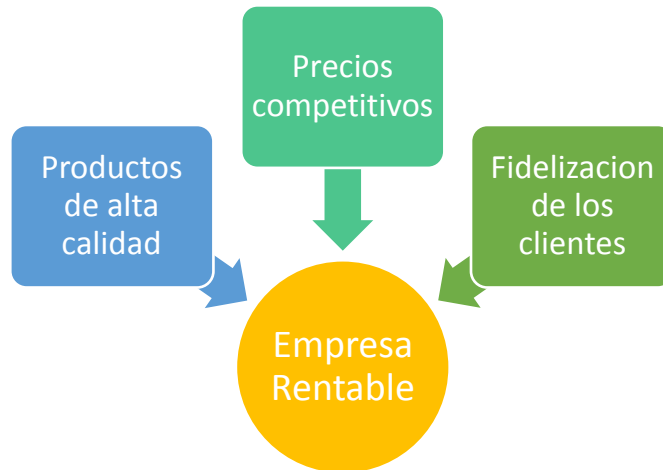 Precios
competitivos
Productos
de alta
calidad
Fidelizacion
de los
clientes
Empresa
Rentable